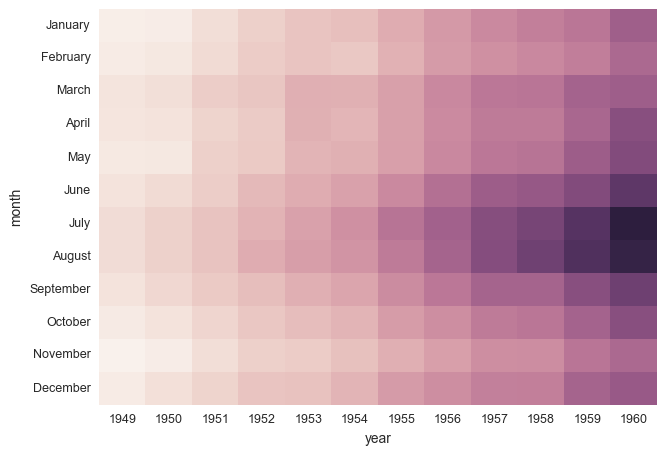 January
February
March
April
May
June
July
August
September
October
November
December
month
1949 1950 1951 1952 1953 1954 1955 1956 1957 1958 1959 1960
year